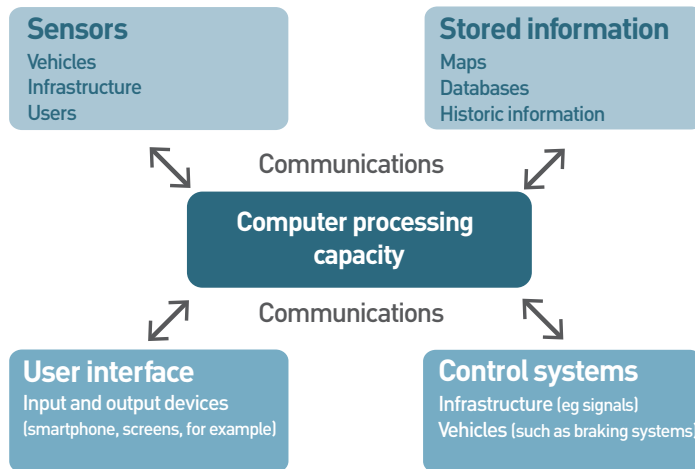 Sensors
Vehicles
Infrastructure
Users
Stored information
Maps
Databases
Historic information
Communications
Computer processing
capacity
Communications
User interface
Input and output devices
(smartphone, screens, for example)
Control systems
Infrastructure (eg signals)
Vehicles (such as braking systems)